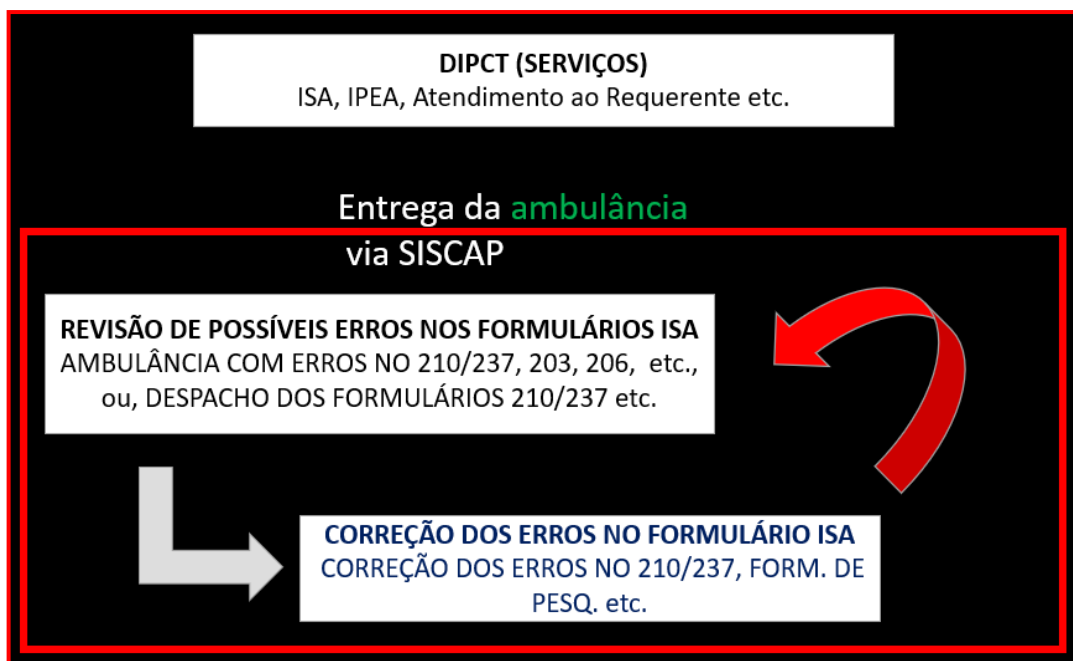 DIPCT (SERVIÇOS)
ISA, IPEA, Atendimento ao Requerente etc.
Entrega da ambulância
via SISCAP
REVISÃO DE POSSÍVEIS ERROS NOS FORMULÁRIOS ISA
AMBULÂNCIA COM ERROS NO 210/237, 203, 206, etc.,
ou, DESPACHO DOS FORMULÁRIOS 210/237 etc.
CORREÇÃO DOS ERROS NO FORMULÁRIO ISA
CORREÇÃO DOS ERROS NO 210/237, FORM. DE
PESQ. etc.